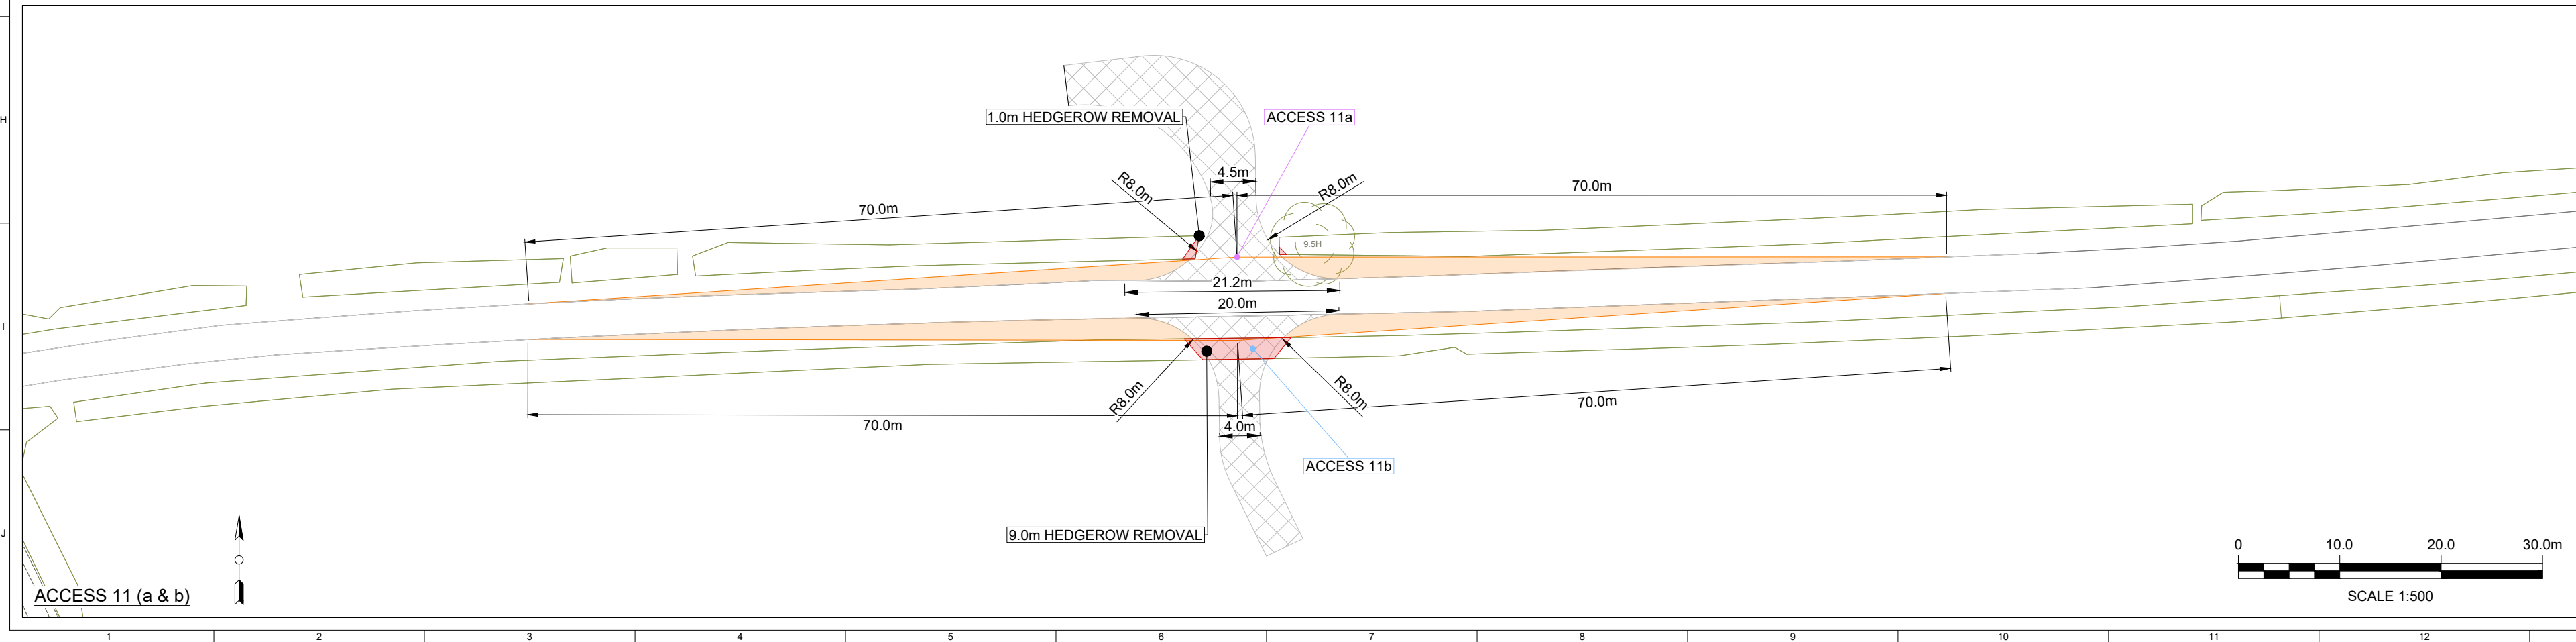 H
1.0m HEDGEROW REMOVAL
ACCESS 11a
4.5m
R8.0m
R8.0m
70.0m
70.0m
9.5H
21.2m
20.0m
I
R8.0m
R8.0m
70.0m
70.0m
4.0m
ACCESS 11b
9.0m HEDGEROW REMOVAL
J
0 10.0 20.0 30.0m
SCALE 1:500
ACCESS 11 (a & b)
1 2 3 4 5 6 7 8 9 10 11 12